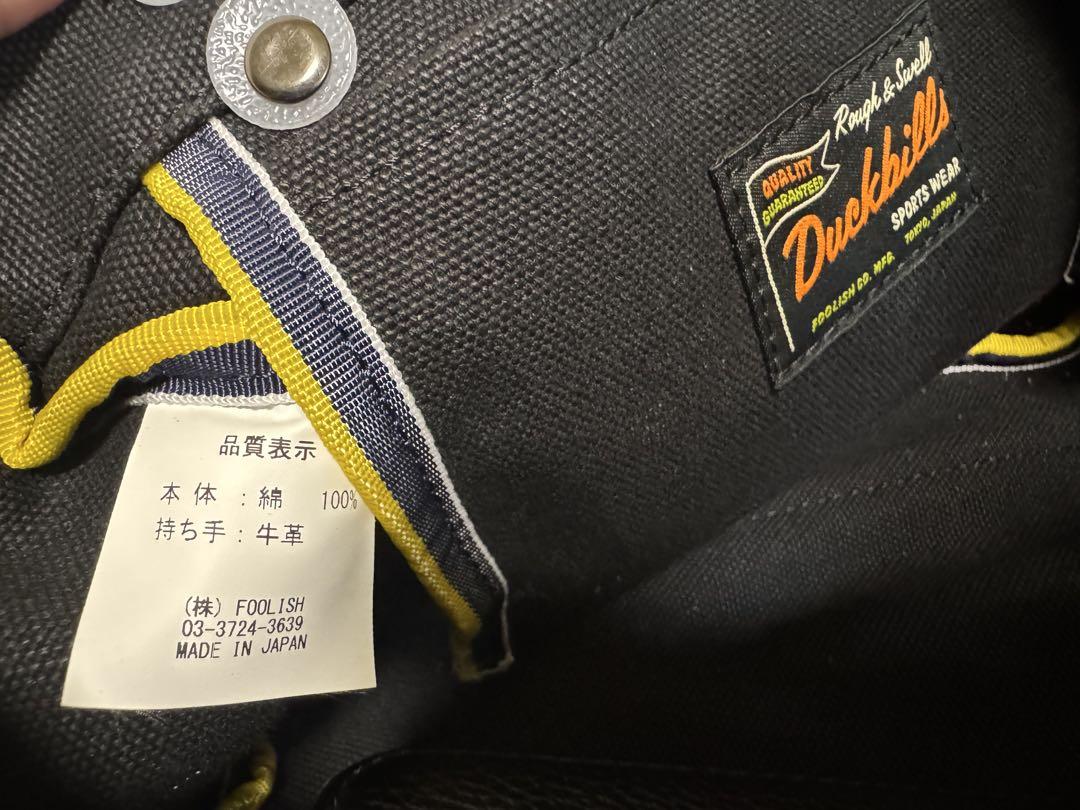 Rough & Swell
QUALITY
GUARANTEED
Duckbills
SPORTS WEAR
TOKYO, JAPAN
FOOLISH CO. MFG.
品質表示
本体 : 綿 100%
持ち手 : 牛革
(株) FOOLISH
03-3724-3639
MADE IN JAPAN